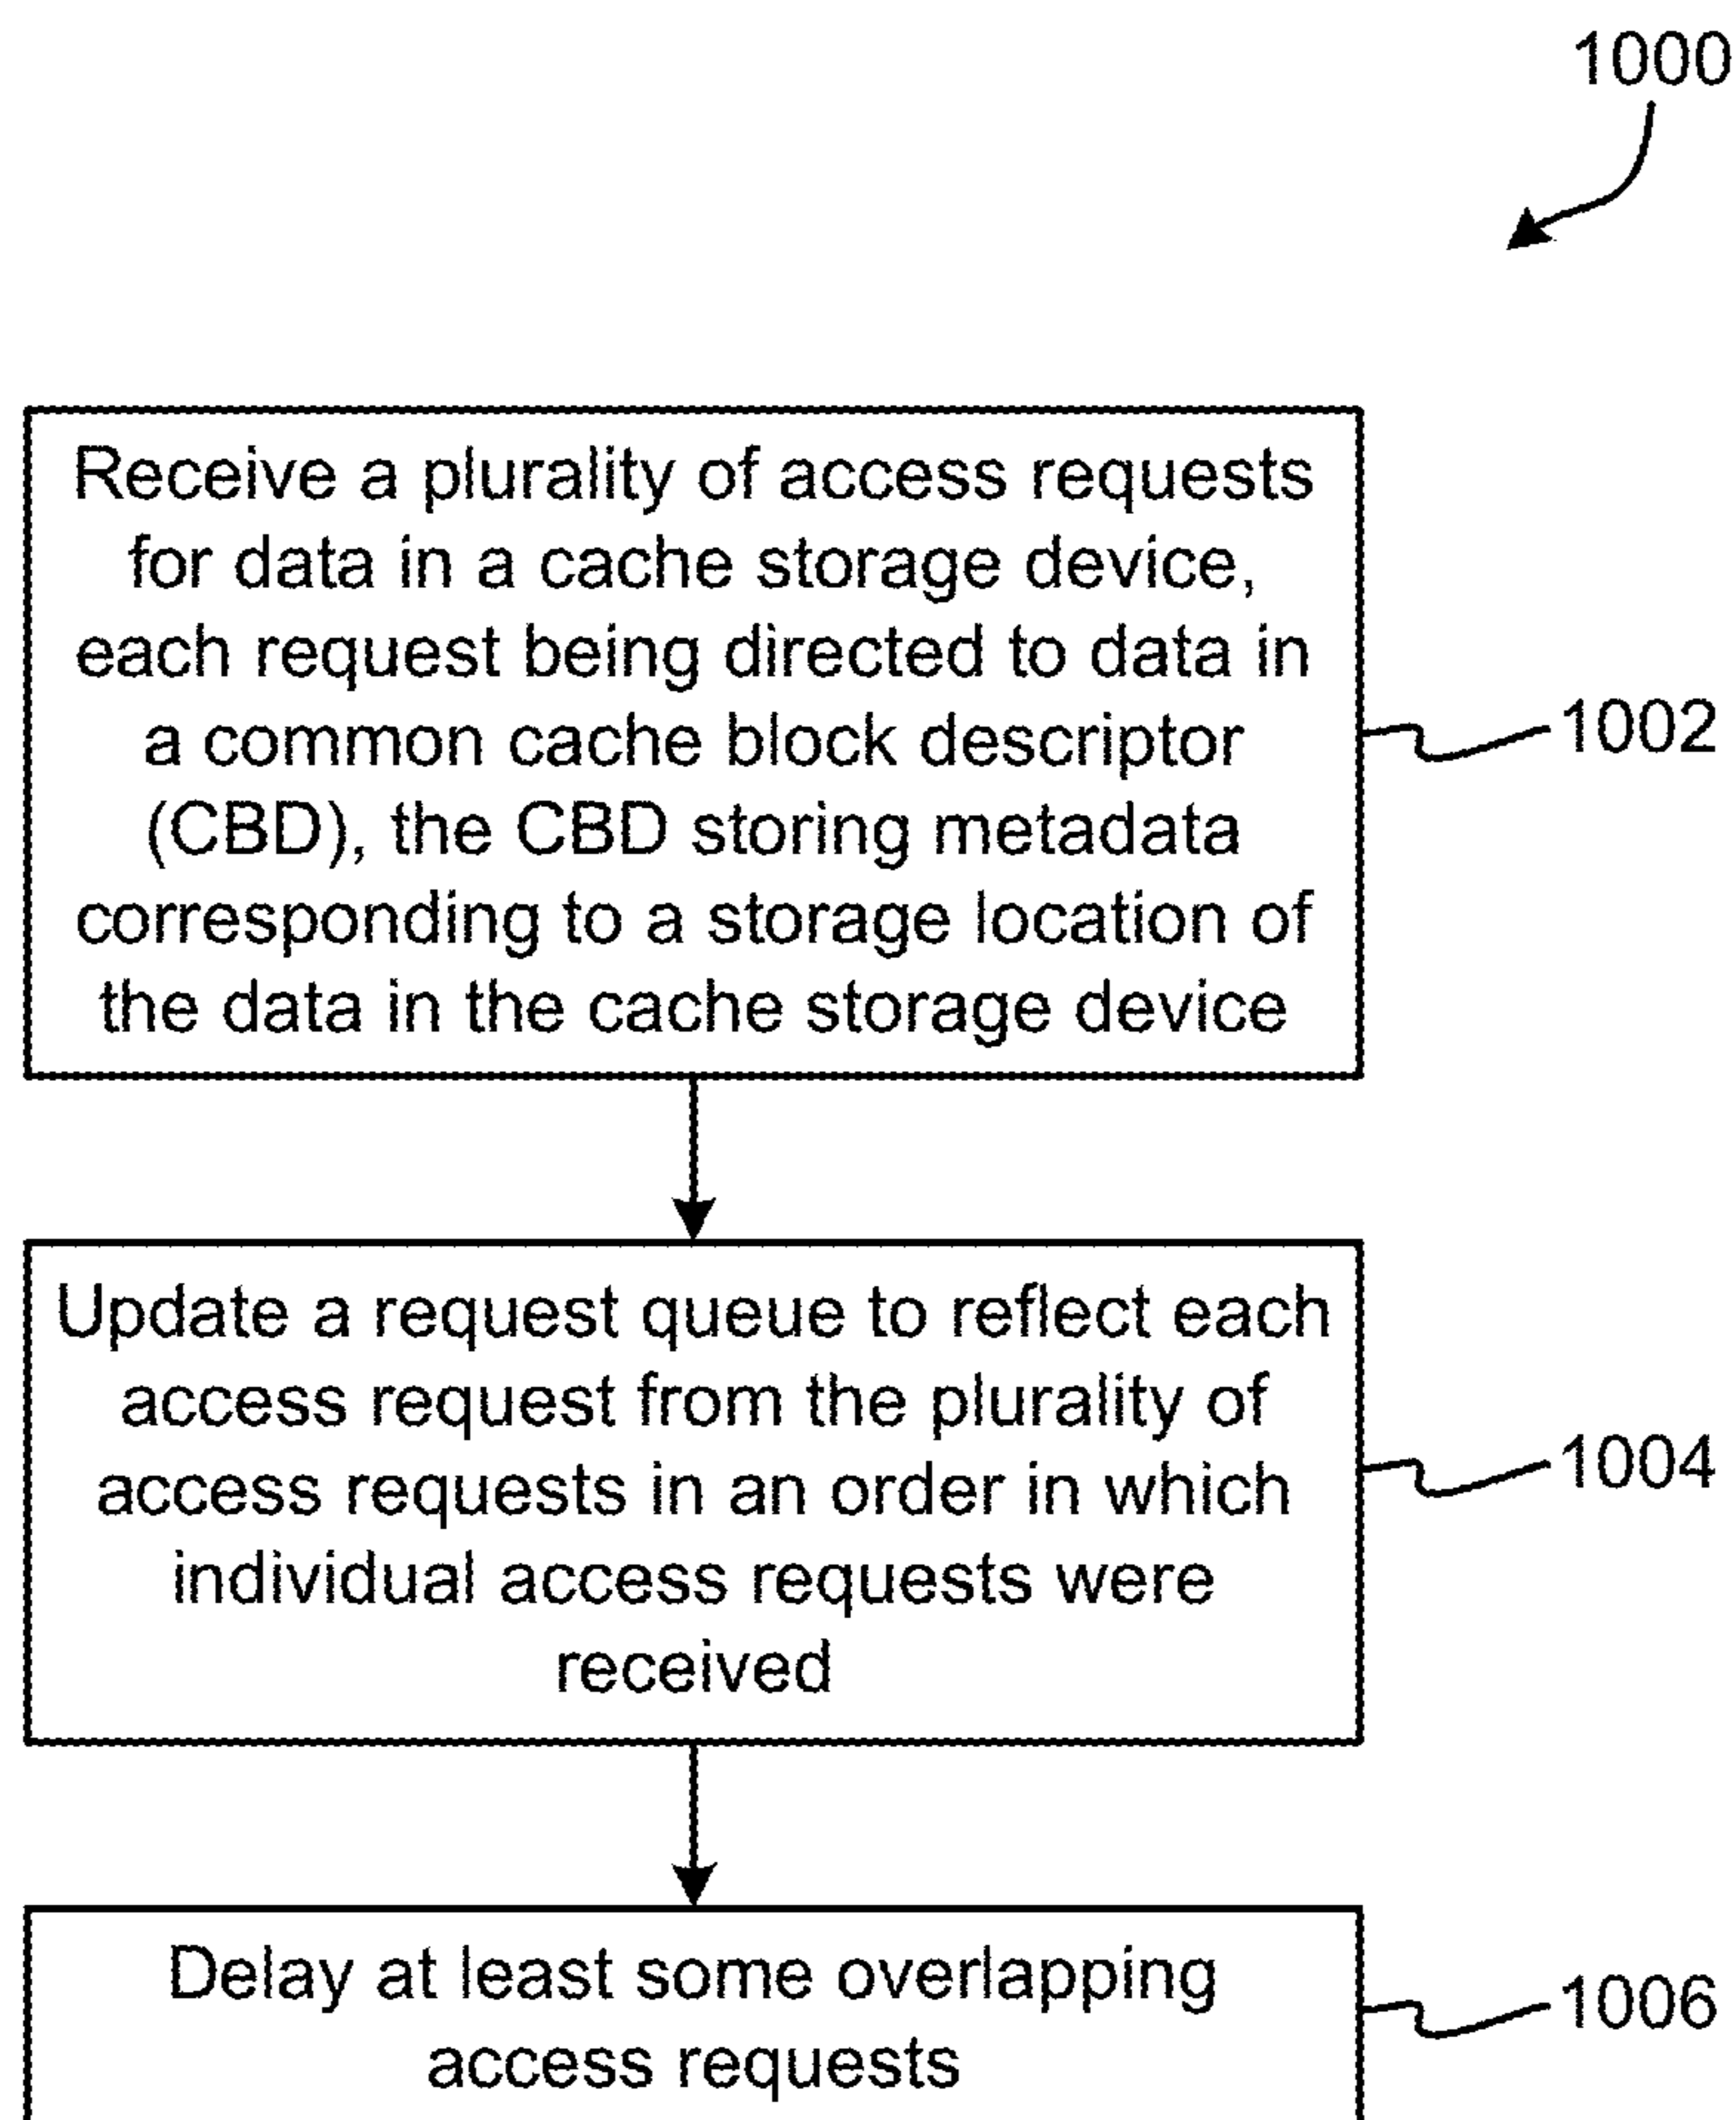 1000
Receive a plurality of access requests
for data in a cache storage device,
each request being directed to data in
a common cache block descriptor
(CBD), the CBD storing metadata
corresponding to a storage location of
the data in the cache storage device
1002
Update a request queue to reflect each
access request from the plurality of
access requests in an order in which
individual access requests were
received
1004
Delay at least some overlapping
access requests
1006